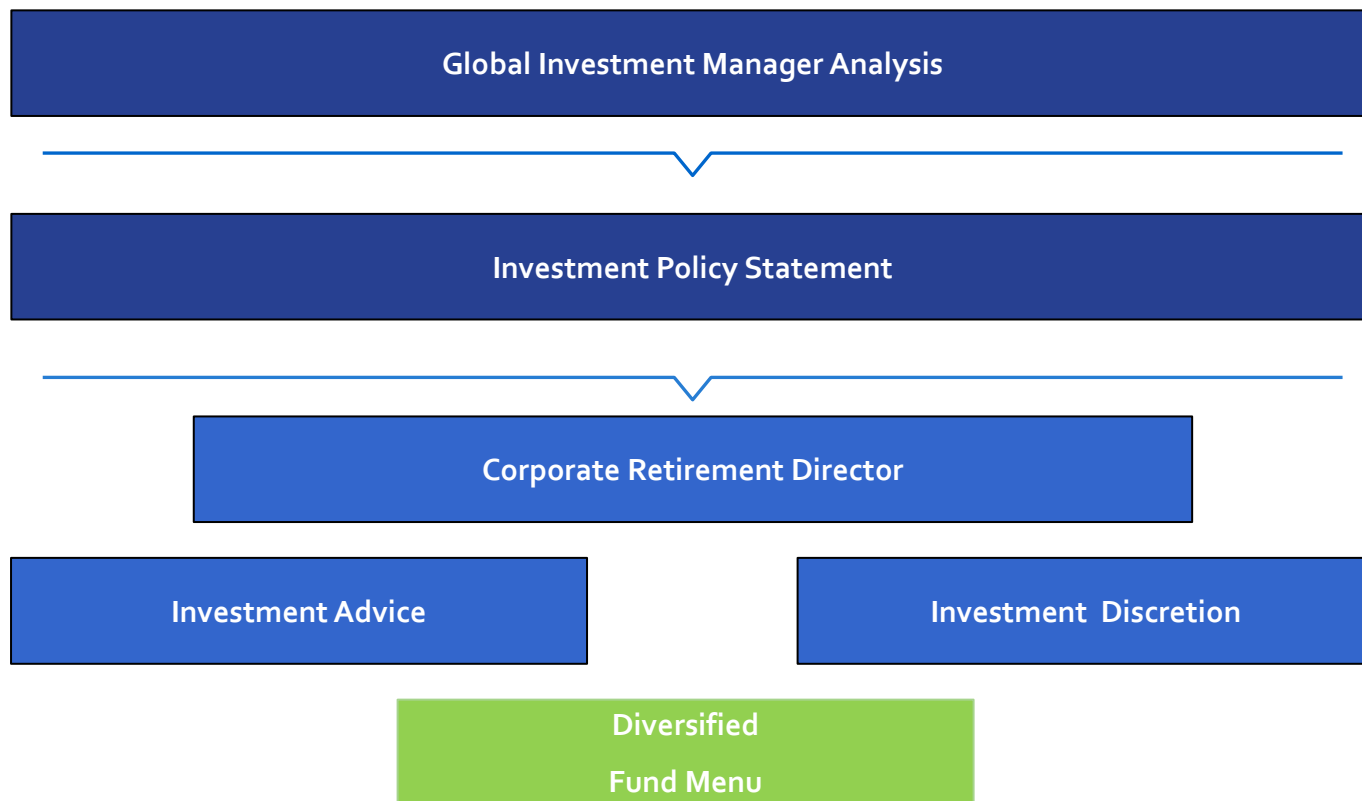 Global Investment Manager Analysis
Investment Policy Statement
Corporate Retirement Director
Investment Advice
Investment Discretion
Diversified
Fund Menu